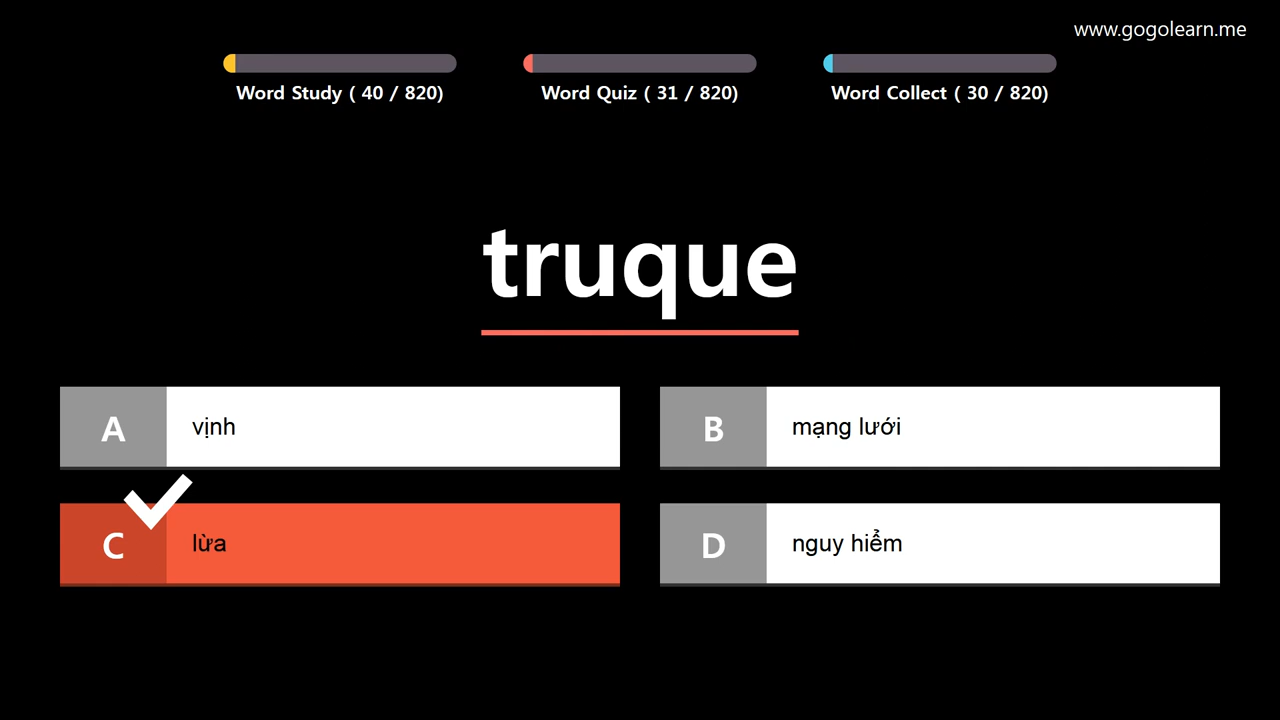 www.gogolearn.me
Word Study ( 40 / 820)
Word Quiz ( 31 / 820)
Word Collect ( 30 / 820)
truque
A vịnh
B mạng lưới
C lừa
D nguy hiểm